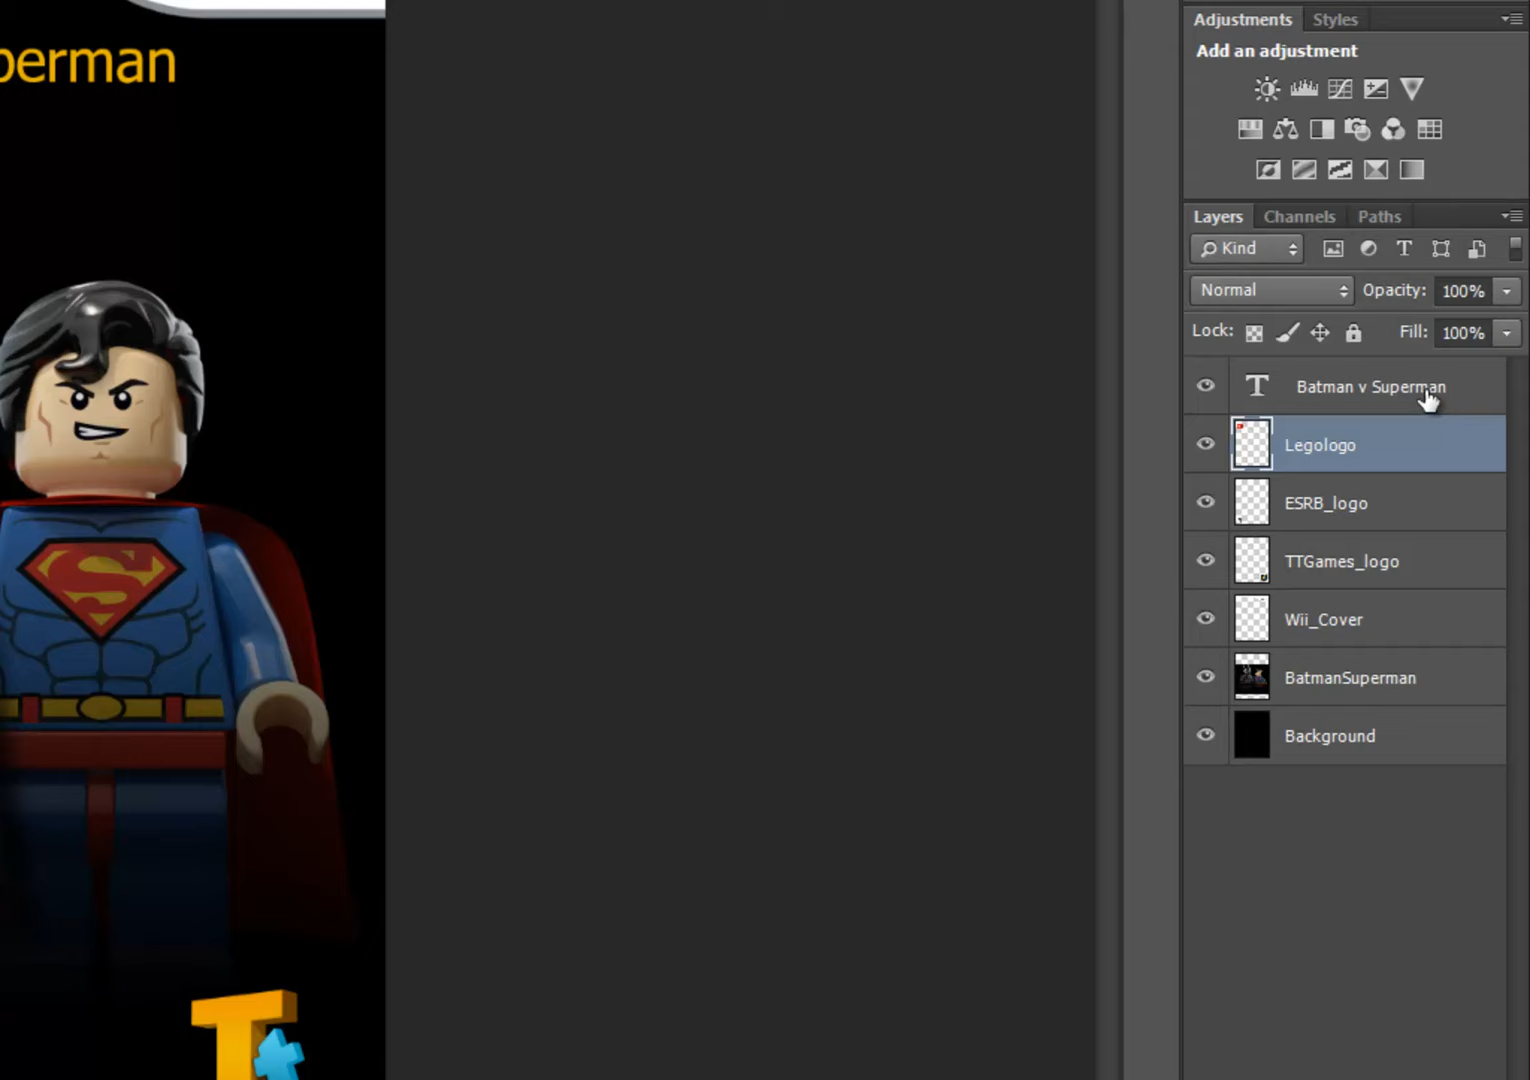 perman
Adjustments Styles
Add an adjustment
Layers Channels Paths
Kind T
Normal Opacity: 100%
Lock: Fill: 100%
T Batman v Superman
Legologo
ESRB_logo
TTGames_logo
Wii_Cover
BatmanSuperman
Background
S
T
t